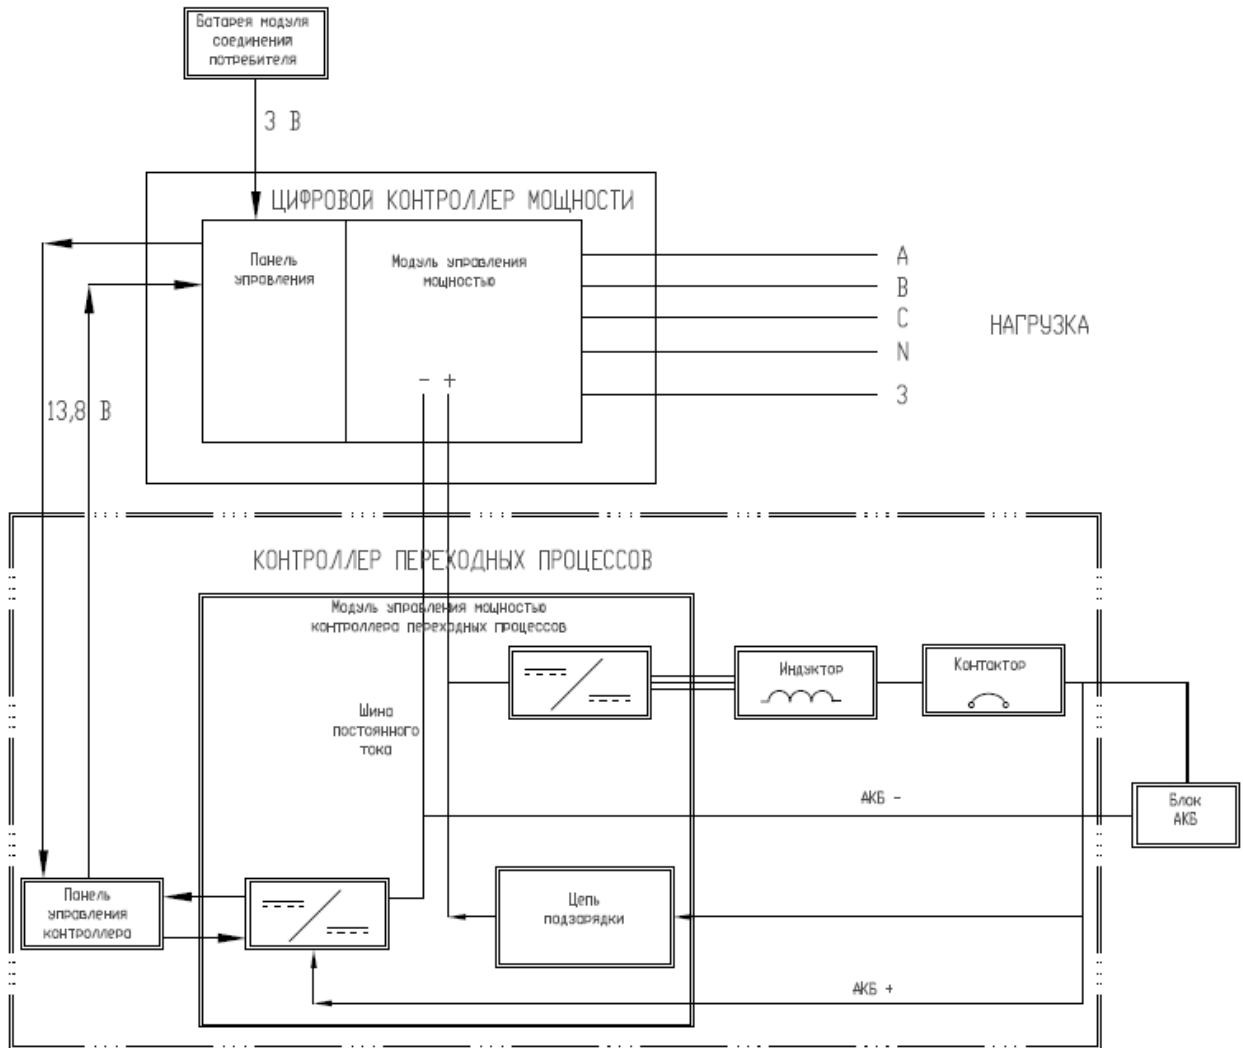 Батарея модуля
соединений
потребителя
3 В
ЦИФРОВОЙ КОНТРОЛЛЕР МОЩНОСТИ
Панель
управления
Модуль управления
мощностью
- +
A
B
C
N
З
НАГРУЗКА
13,8 В
КОНТРОЛЛЕР ПЕРЕХОДНЫХ ПРОЦЕССОВ
Модуль управления мощностью
контроллера переходных процессов
Индуктор
Контактор
Шина
постоянного
тока
АКБ -
Блок
АКБ
Панель
управления
контроллера
Цепь
подзарядки
АКБ +